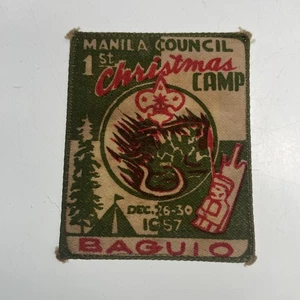 MANILA COUNCIL
1st Christmas
CAMP
DEC. 26-30
1957
BAGUIO